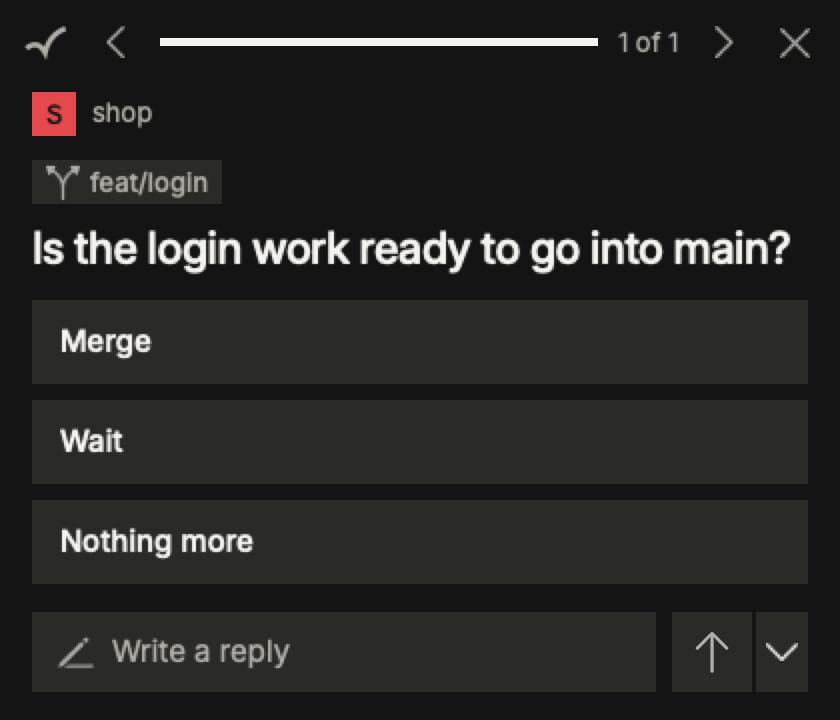 1 of 1
S shop
feat/login
Is the login work ready to go into main?
Merge
Wait
Nothing more
Write a reply